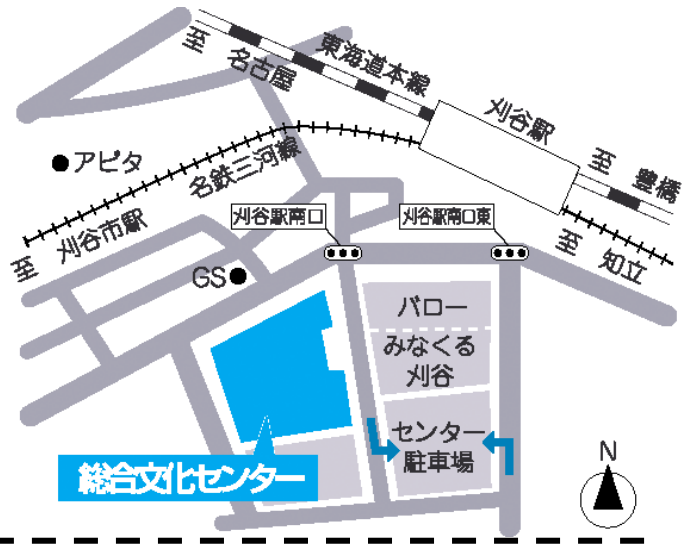 至 名古屋
東海道本線
刈谷駅
至 豊橋
アピタ
名鉄三河線
至 刈谷市駅
刈谷駅南口
刈谷駅南口東
至 知立
GS
バロー
みなくる
刈谷
センター
駐車場
総合文化センター
N